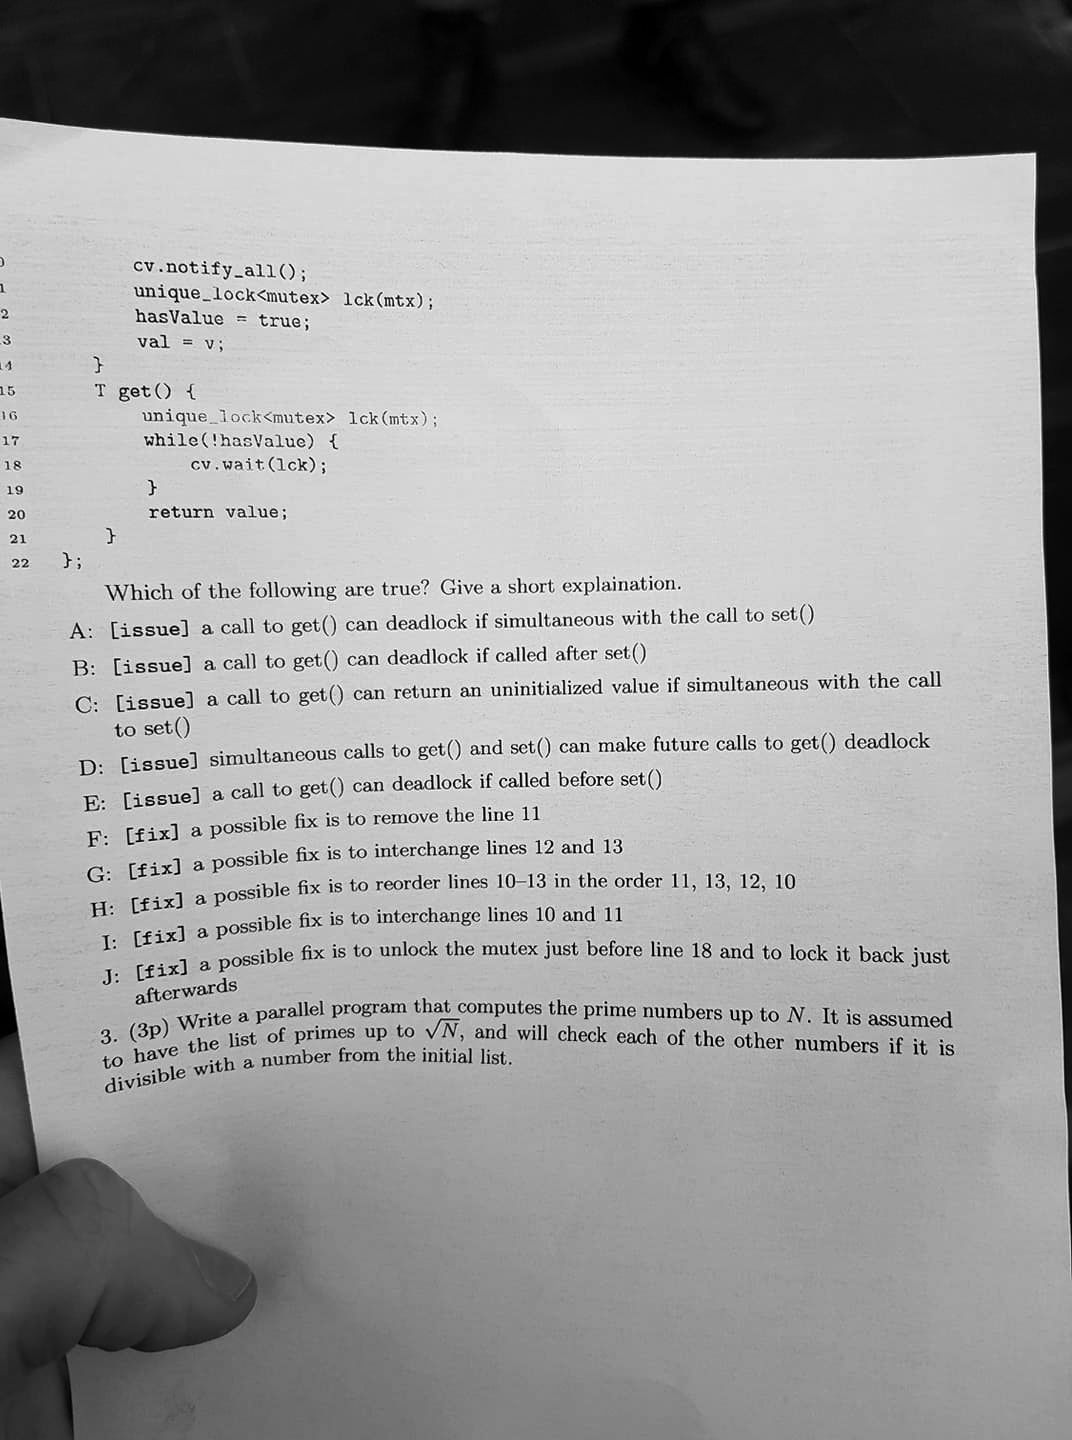 0 cv.notify_all();
1 unique_lock<mutex> lck(mtx);
2 hasValue = true;
3 val = v;
14 }
15 T get() {
16 unique_lock<mutex> lck(mtx);
17 while(!hasValue) {
18 cv.wait(lck);
19 }
20 return value;
21 }
22 };
Which of the following are true? Give a short explaination.
A: [issue] a call to get() can deadlock if simultaneous with the call to set()
B: [issue] a call to get() can deadlock if called after set()
C: [issue] a call to get() can return an uninitialized value if simultaneous with the call
to set()
D: [issue] simultaneous calls to get() and set() can make future calls to get() deadlock
E: [issue] a call to get() can deadlock if called before set()
F: [fix] a possible fix is to remove the line 11
G: [fix] a possible fix is to interchange lines 12 and 13
H: [fix] a possible fix is to reorder lines 10–13 in the order 11, 13, 12, 10
I: [fix] a possible fix is to interchange lines 10 and 11
J: [fix] a possible fix is to unlock the mutex just before line 18 and to lock it back just
afterwards
3. (3p) Write a parallel program that computes the prime numbers up to N. It is assumed
to have the list of primes up to √N, and will check each of the other numbers if it is
divisible with a number from the initial list.